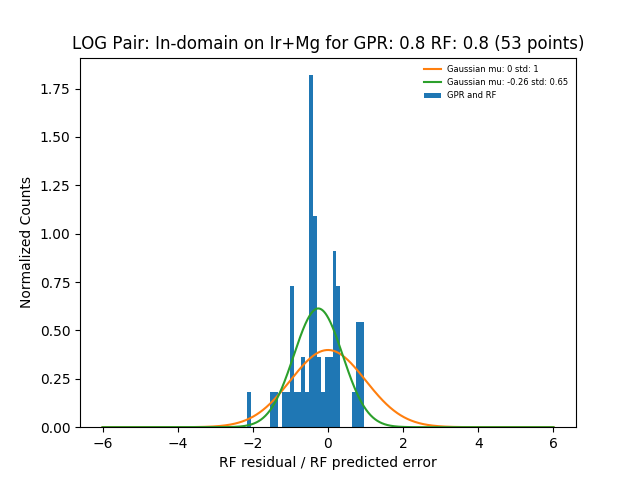 LOG Pair: In-domain on Ir+Mg for GPR: 0.8 RF: 0.8 (53 points)
Gaussian mu: 0 std: 1
Gaussian mu: -0.26 std: 0.65
GPR and RF
Normalized Counts
1.75
1.50
1.25
1.00
0.75
0.50
0.25
0.00
−6 −4 −2 0 2 4 6
RF residual / RF predicted error